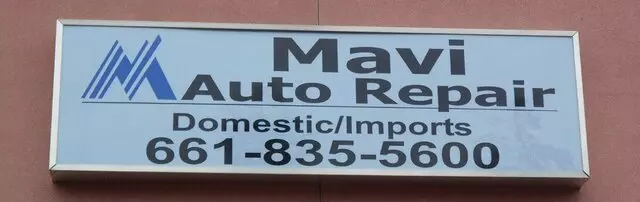 Mavi
Auto Repair
Domestic/Imports
661-835-5600